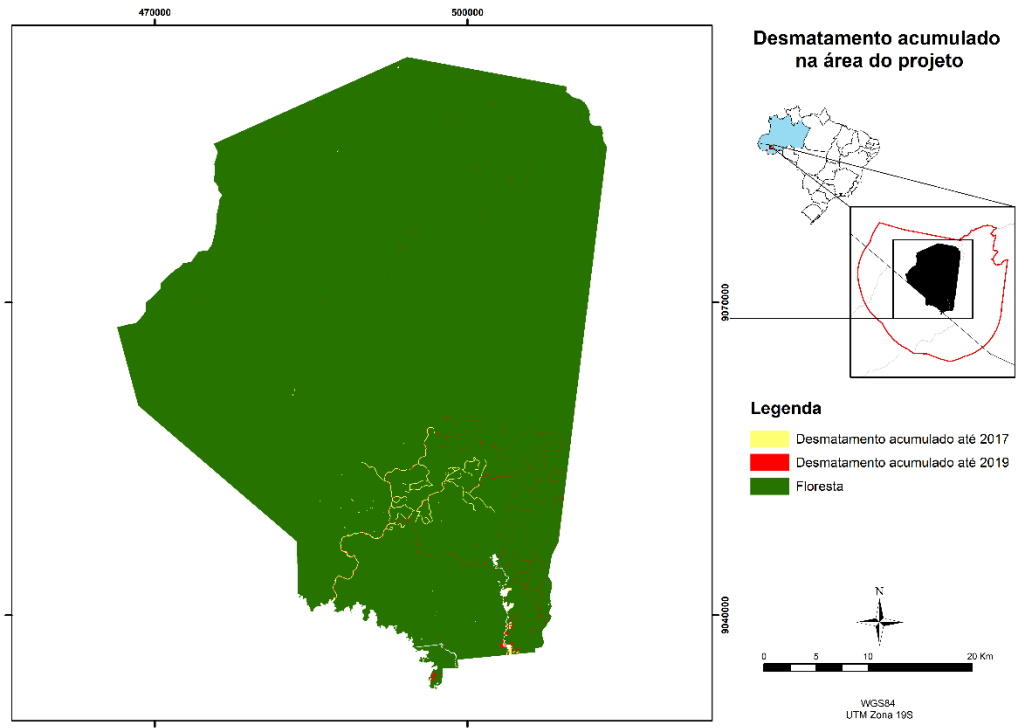 470000
500000
Desmatamento acumulado
na área do projeto
9070000
Legenda
Desmatamento acumulado até 2017
Desmatamento acumulado até 2019
Floresta
9040000
N
0 5 10 20 Km
WGS84
UTM Zona 19S